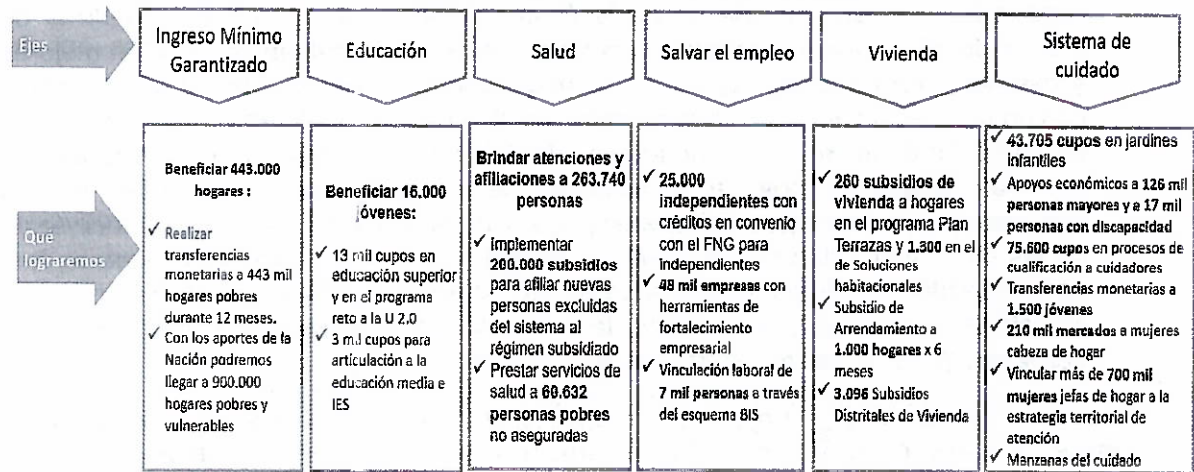 Ejes
Ingreso Mínimo
Garantizado
Educación
Salud
Salvar el empleo
Vivienda
Sistema de
cuidado
Qué
lograremos
Beneficiar 443.000
hogares :
✓ Realizar
transferencias
monetarias a 443 mil
hogares pobres
durante 12 meses.
✓ Con los aportes de la
Nación podremos
llegar a 900.000
hogares pobres y
vulnerables
Beneficiar 16.000
jóvenes:
✓ 13 mil cupos en
educación superior
y en el programa
reto a la U 2.0
✓ 3 mil cupos para
articulación a la
educación media e
IES
Brindar atenciones y
afiliaciones a 263.740
personas
✓ Implementar
200.000 subsidios
para afiliar nuevas
personas excluidas
del sistema al
régimen subsidiado
✓ Prestar servicios de
salud a 60.632
personas pobres
no aseguradas
✓ 25.000
independientes con
créditos en convenio
con el FNG para
independientes
✓ 48 mil empresas con
herramientas de
fortalecimiento
empresarial
✓ Vinculación laboral de
7 mil personas a través
del esquema BIS
✓ 260 subsidios de
vivienda a hogares
en el programa Plan
Terrazas y 1.300 en el
de Soluciones
habitacionales
✓ Subsidio de
Arrendamiento a
1.000 hogares x 6
meses
✓ 3.096 Subsidios
Distritales de Vivienda
✓ 43.705 cupos en jardines
infantiles
✓ Apoyos económicos a 126 mil
personas mayores y a 17 mil
personas con discapacidad
✓ 75.600 cupos en procesos de
cualificación a cuidadores
✓ Transferencias monetarias a
1.500 jóvenes
✓ 210 mil mercados a mujeres
cabeza de hogar
✓ Vincular más de 700 mil
mujeres jefas de hogar a la
estrategia territorial de
atención
✓ Manzanas del cuidado